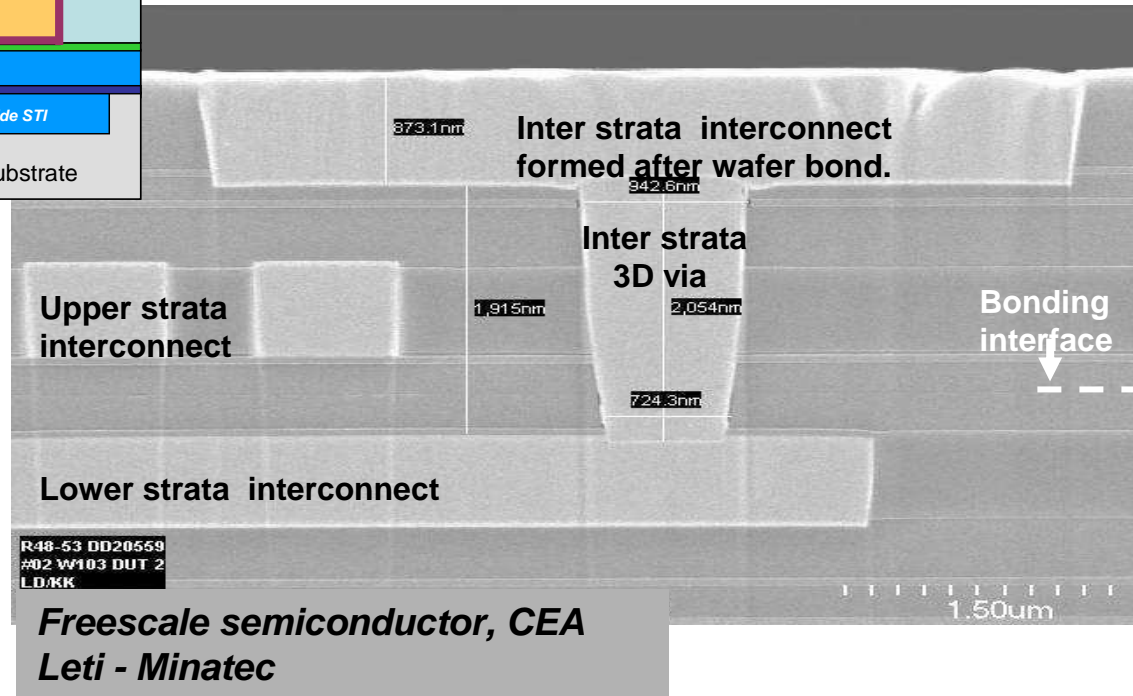 de STI
ubstrate
873.1nm
Inter strata interconnect
formed after wafer bond.
942.6nm
Inter strata
3D via
Upper strata
interconnect
1,915nm
2,054nm
Bonding
interface
724.3nm
Lower strata interconnect
R48-53 DD20559
#02 W103 DUT 2
LD/KK
1.50um
Freescale semiconductor, CEA
Leti - Minatec